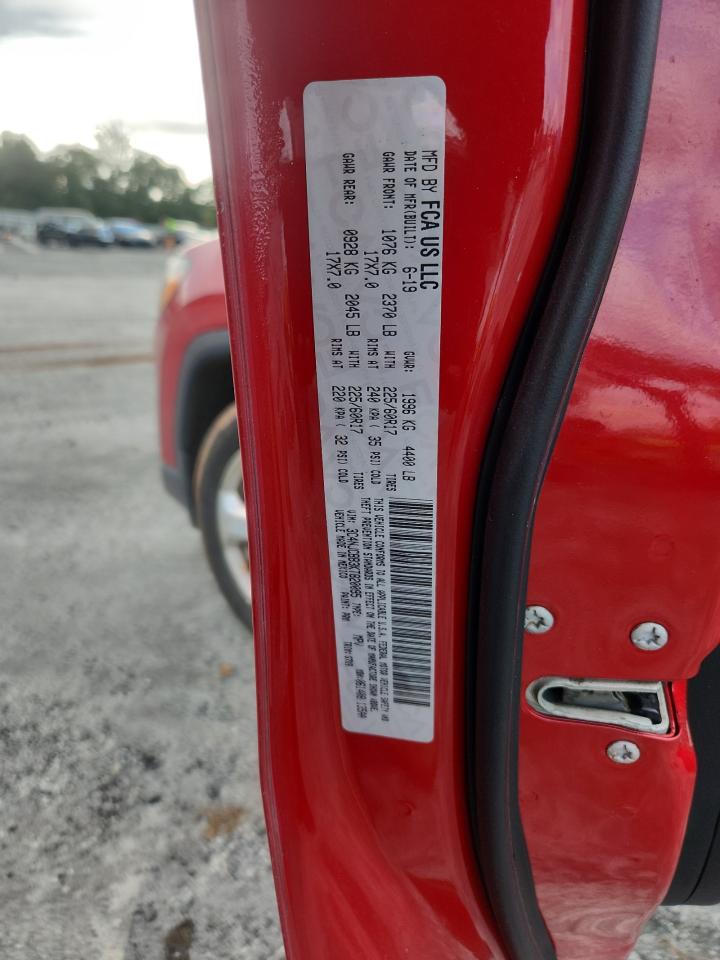 MFD BY FCA US LLC
DATE OF MFR(BUILT): 6-19 GVWR: 1996 KG 4400 LB
GAWR FRONT: 1076 KG 2370 LB WITH 225/60R17 TIRES
17X7.0 RIMS AT 240 KPA ( 35 PSI) COLD
GAWR REAR: 0928 KG 2045 LB WITH 225/60R17 TIRES
17X7.0 RIMS AT 220 KPA ( 32 PSI) COLD
THIS VEHICLE CONFORMS TO ALL APPLICABLE U.S.A. FEDERAL MOTOR VEHICLE SAFETY AND
THEFT PREVENTION STANDARDS IN EFFECT ON THE DATE OF MANUFACTURE SHOWN ABOVE.
VIN: TYPE: MPV
VEHICLE MADE IN MEXICO PAINT: TRIM: